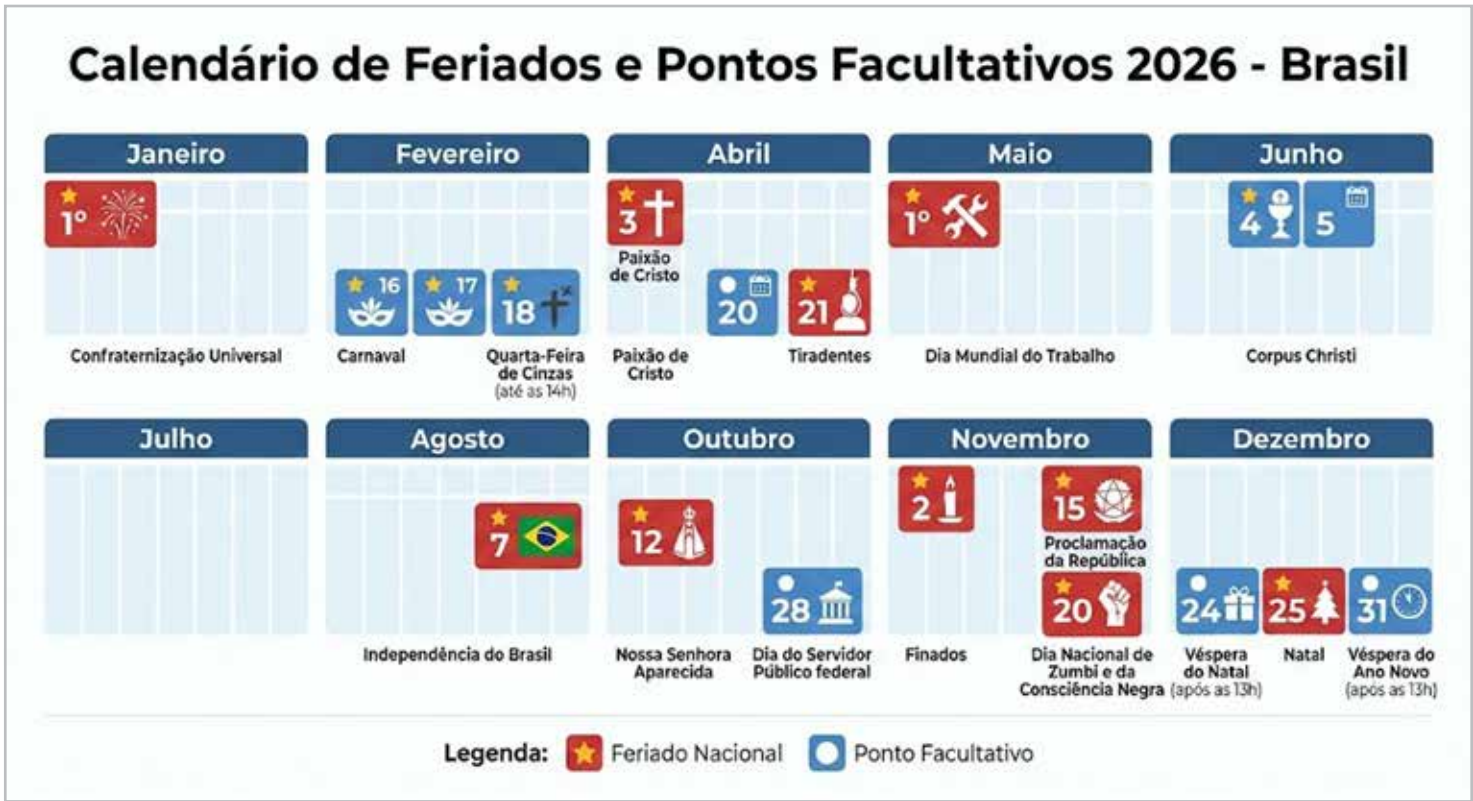 Calendário de Feriados e Pontos Facultativos 2026 - Brasil
Janeiro
1º
Confraternização Universal
Fevereiro
16
17
18
Carnaval
Quarta-Feira
de Cinzas
(até as 14h)
Abril
3
Paixão
de Cristo
20
21
Paixão de
Cristo
Tiradentes
Maio
1º
Dia Mundial do Trabalho
Junho
4
5
Corpus Christi
Julho
Agosto
7
Independência do Brasil
Outubro
12
28
Nossa Senhora
Aparecida
Dia do Servidor
Público federal
Novembro
2
15
Proclamação
da República
20
Finados
Dia Nacional de
Zumbi e da
Consciência Negra
Dezembro
24
25
31
Véspera
do Natal
(após as 13h)
Natal
Véspera do
Ano Novo
(após as 13h)
Legenda:
Feriado Nacional
Ponto Facultativo